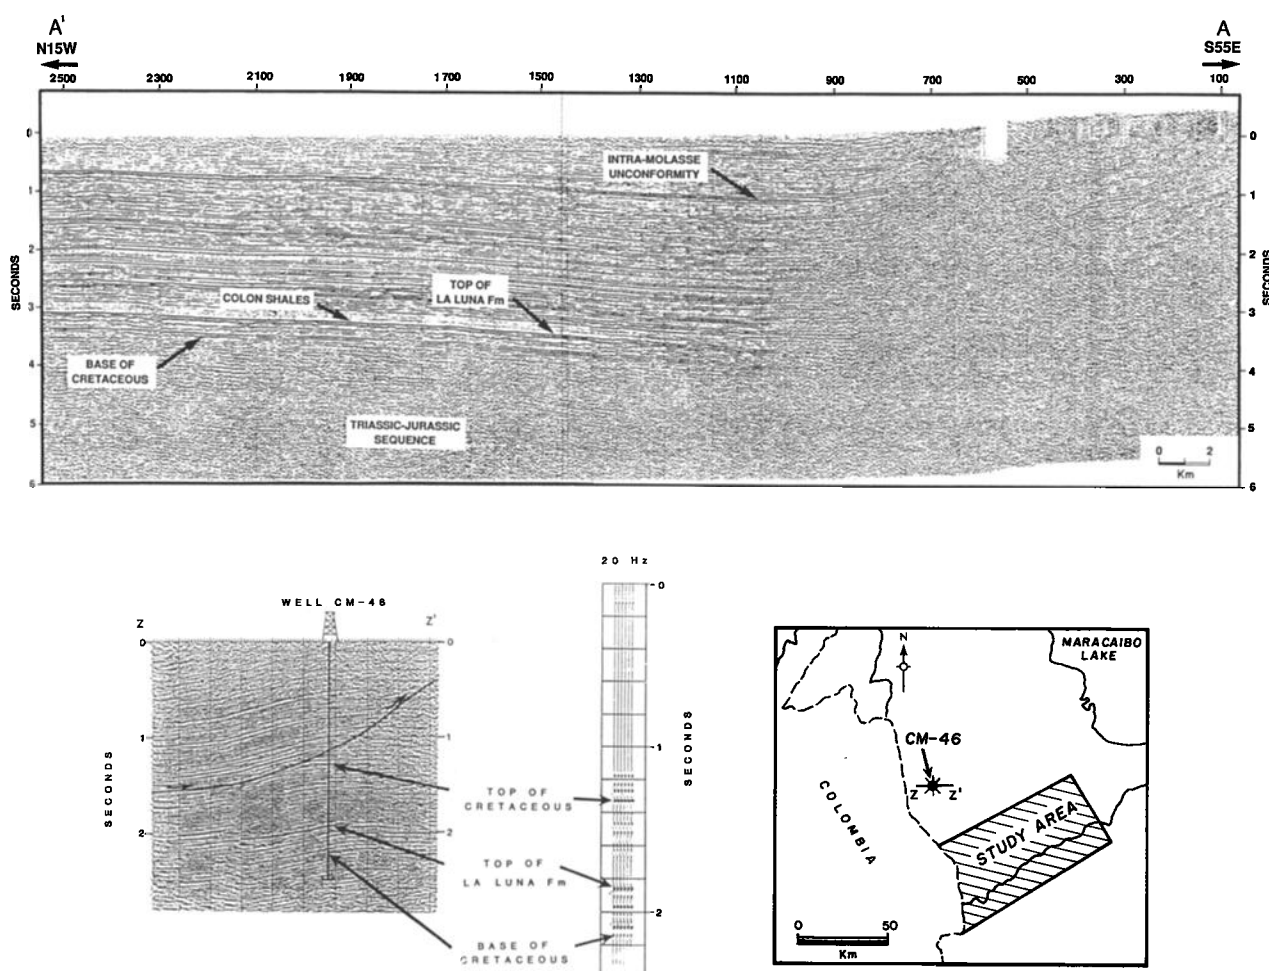 A'
A
N15W
S55E
2500 2300 2100 1900 1700 1500 1300 1100 900 700 500 300 100
0
0
INTRA-MOLASSE
UNCONFORMITY
1
1
2
2
SECONDS
SECONDS
COLON SHALES
TOP OF
LA LUNA Fm
3
3
BASE OF
CRETACEOUS
4
4
TRIASSIC-JURASSIC
SEQUENCE
5
5
0 2
Km
6
6
20 Hz
WELL CM-46
Z
Z'
0
0
0
1
1
1
SECONDS
SECONDS
TOP OF
CRETACEOUS
2
2
TOP OF
LA LUNA Fm
2
BASE OF
CRETACEOUS
MARACAIBO
LAKE
N
CM-46
Z Z'
COLOMBIA
STUDY AREA
0 50
Km